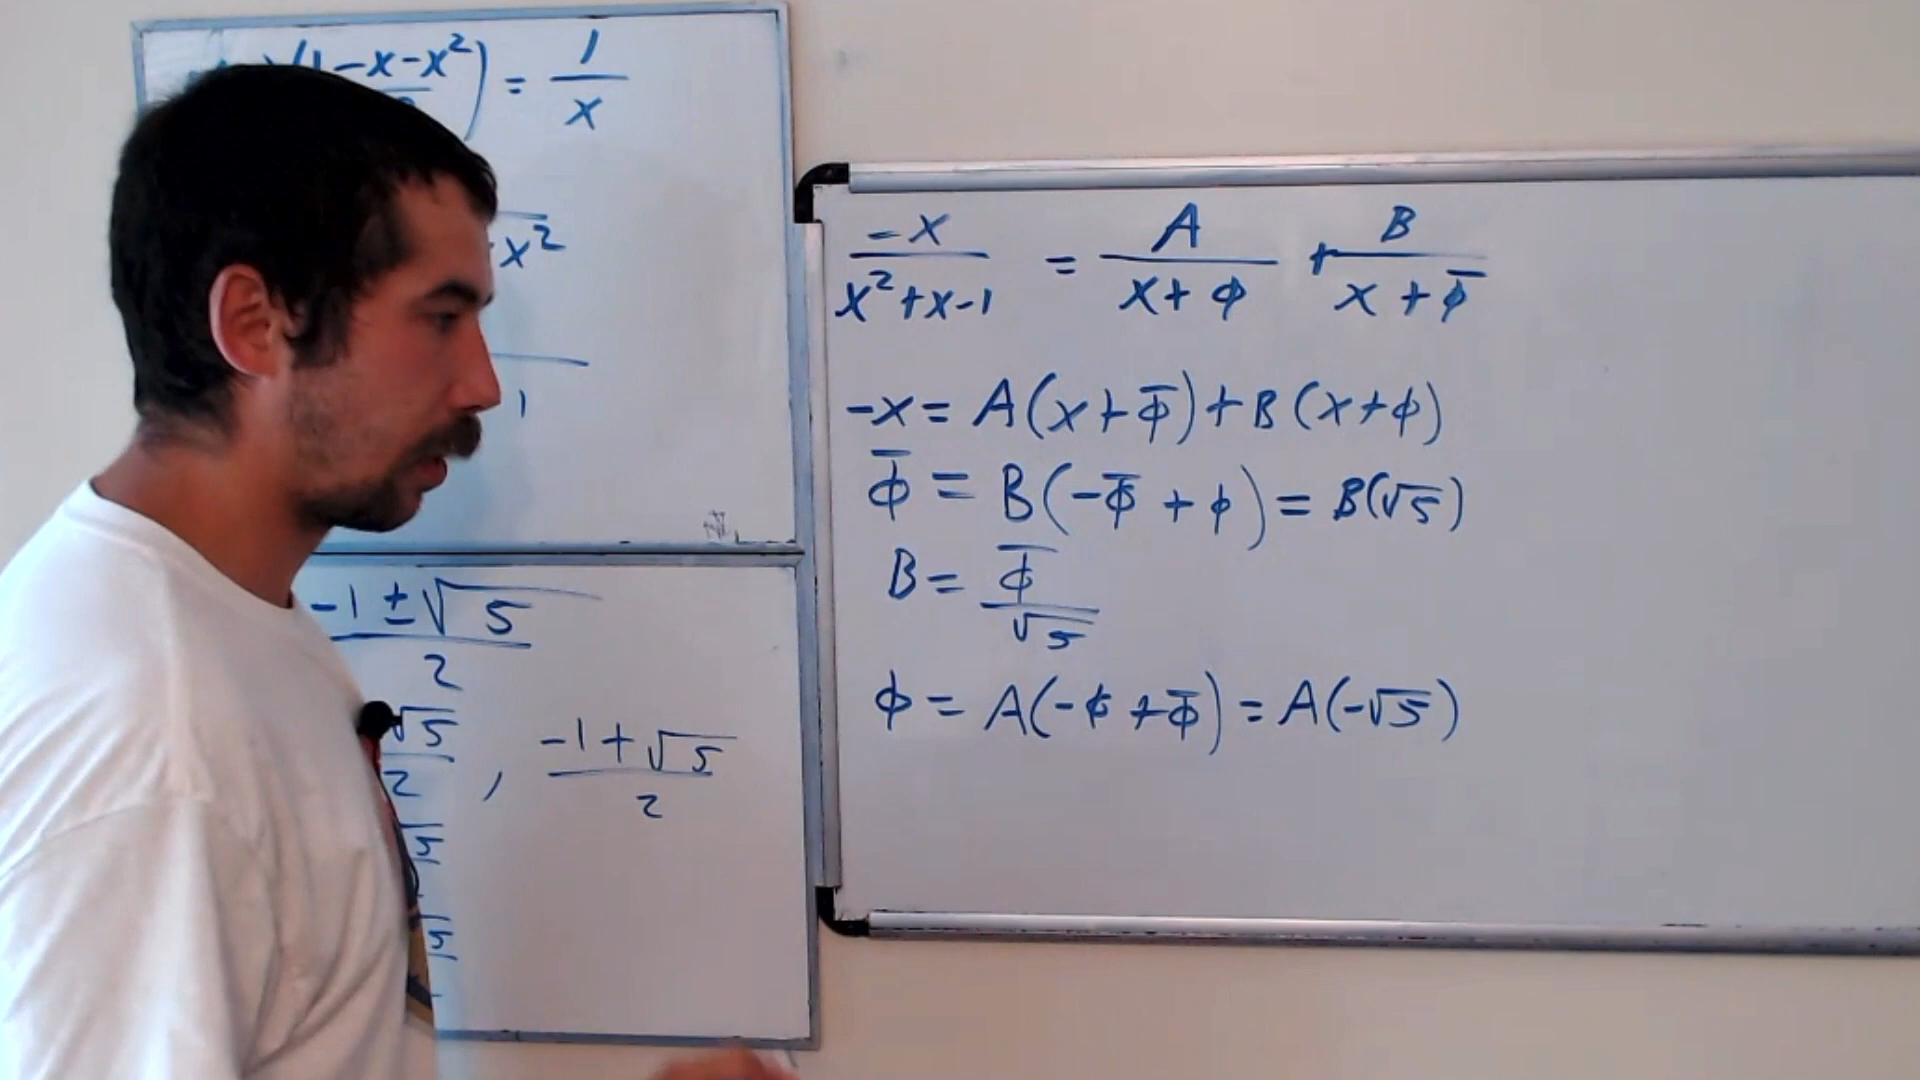 (1-x-x²) = 1/x
x²
1
-1 ± √5 / 2
√5 / 2 , -1+√5 / 2
√5
-x / x²+x-1 = A / x+ϕ + B / x+ϕ̄
-x = A(x+ϕ̄)+B(x+ϕ)
ϕ̄ = B(-ϕ̄ + ϕ) = B(√5)
B = ϕ̄ / √5
ϕ = A(-ϕ+ϕ̄) = A(-√5)